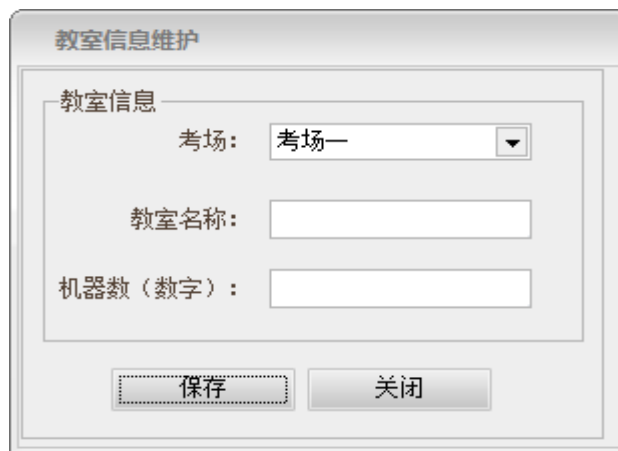 教室信息维护
教室信息
考场： 考场一
教室名称：
机器数（数字）：
保存 关闭